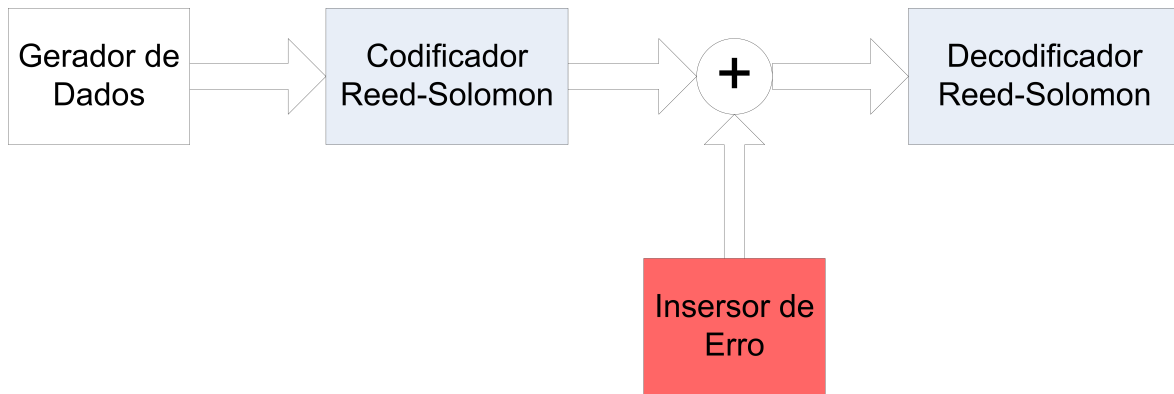 Gerador de
Dados
Codificador
Reed-Solomon
+
Decodificador
Reed-Solomon
Insersor de
Erro